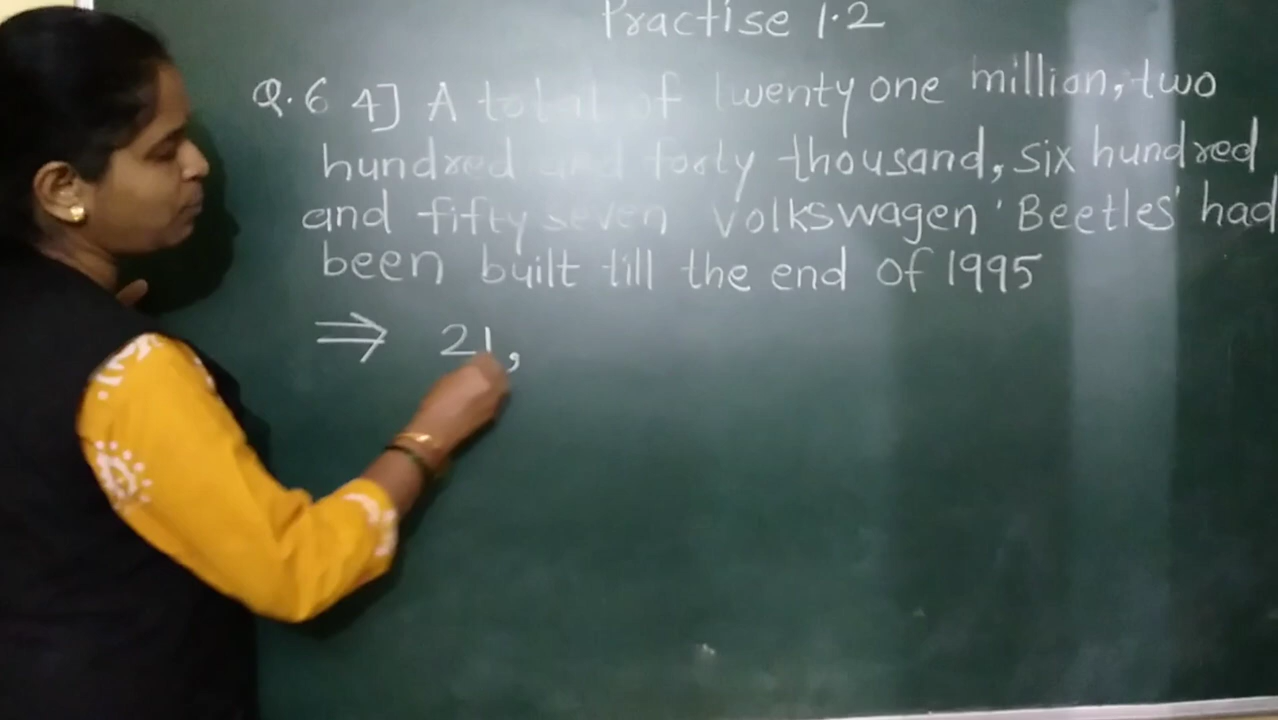 Practise 1.2
Q.6 4] A total of twenty one million, two
hundred and forty thousand, six hundred
and fifty seven Volkswagen 'Beetles' had
been built till the end of 1995
⇒ 21,